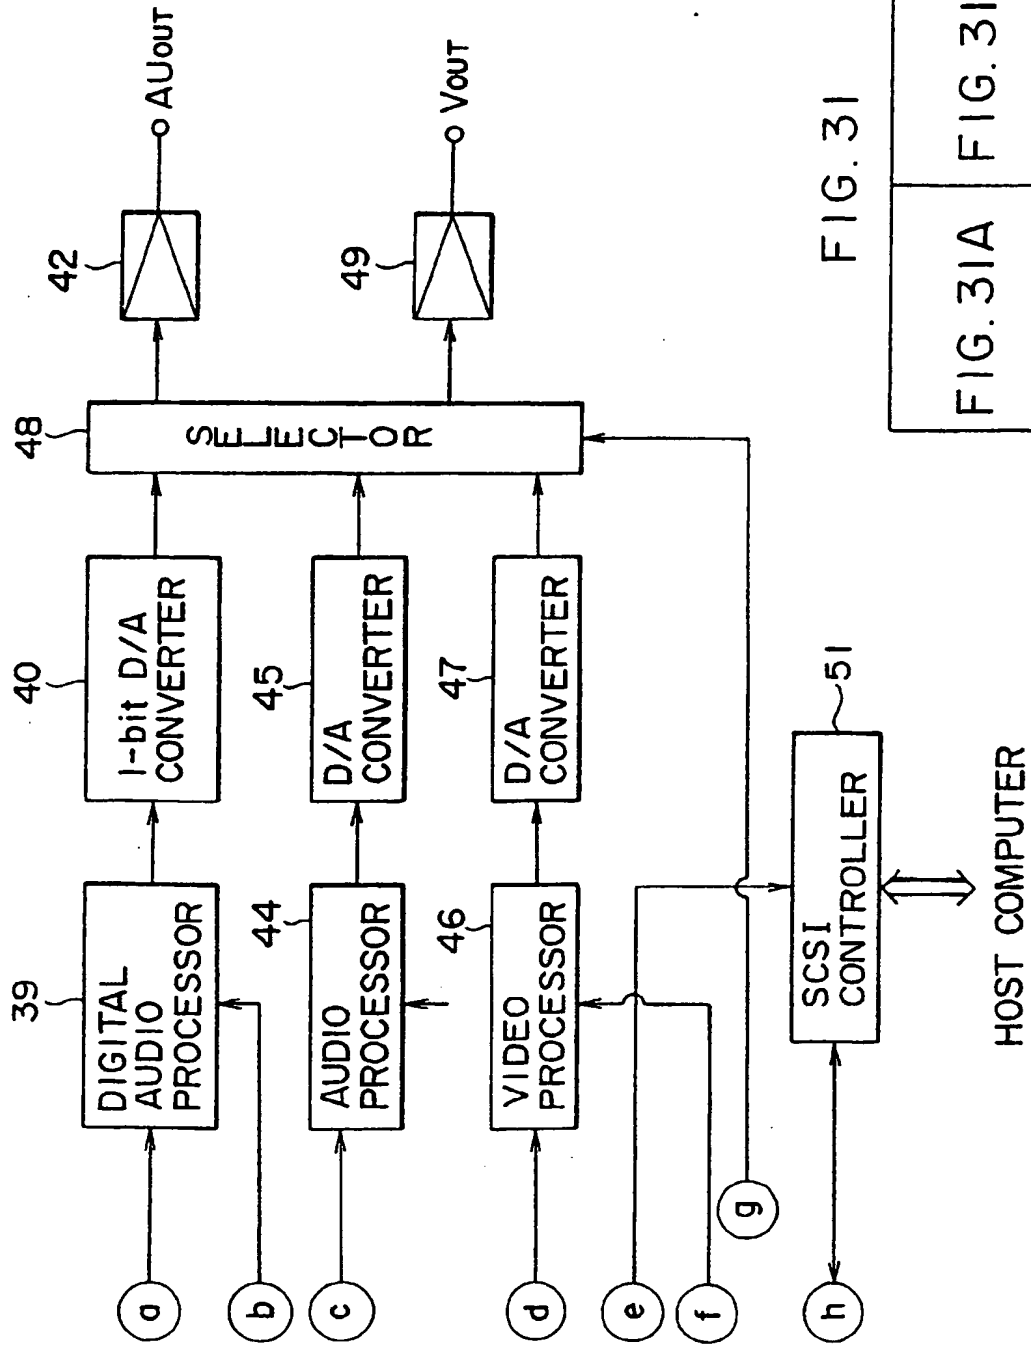 a
39
DIGITAL
AUDIO
PROCESSOR
40
1-bit D/A
CONVERTER
48
SELECTOR
42
AUOUT
b
c
44
AUDIO
PROCESSOR
45
D/A
CONVERTER
49
VOUT
d
46
VIDEO
PROCESSOR
47
D/A
CONVERTER
e
f
g
h
SCSI
CONTROLLER
51
HOST COMPUTER
FIG. 31
FIG. 31A
FIG. 31